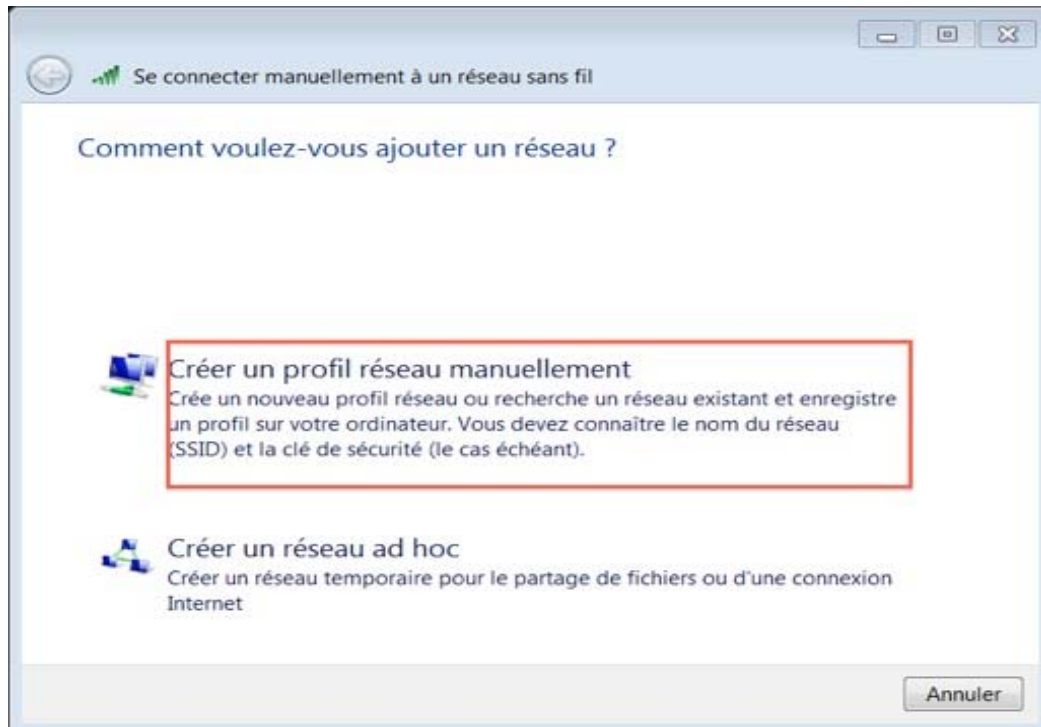 Se connecter manuellement à un réseau sans fil
Comment voulez-vous ajouter un réseau ?
Créer un profil réseau manuellement
Crée un nouveau profil réseau ou recherche un réseau existant et enregistre
un profil sur votre ordinateur. Vous devez connaître le nom du réseau
(SSID) et la clé de sécurité (le cas échéant).
Créer un réseau ad hoc
Créer un réseau temporaire pour le partage de fichiers ou d'une connexion
Internet
Annuler